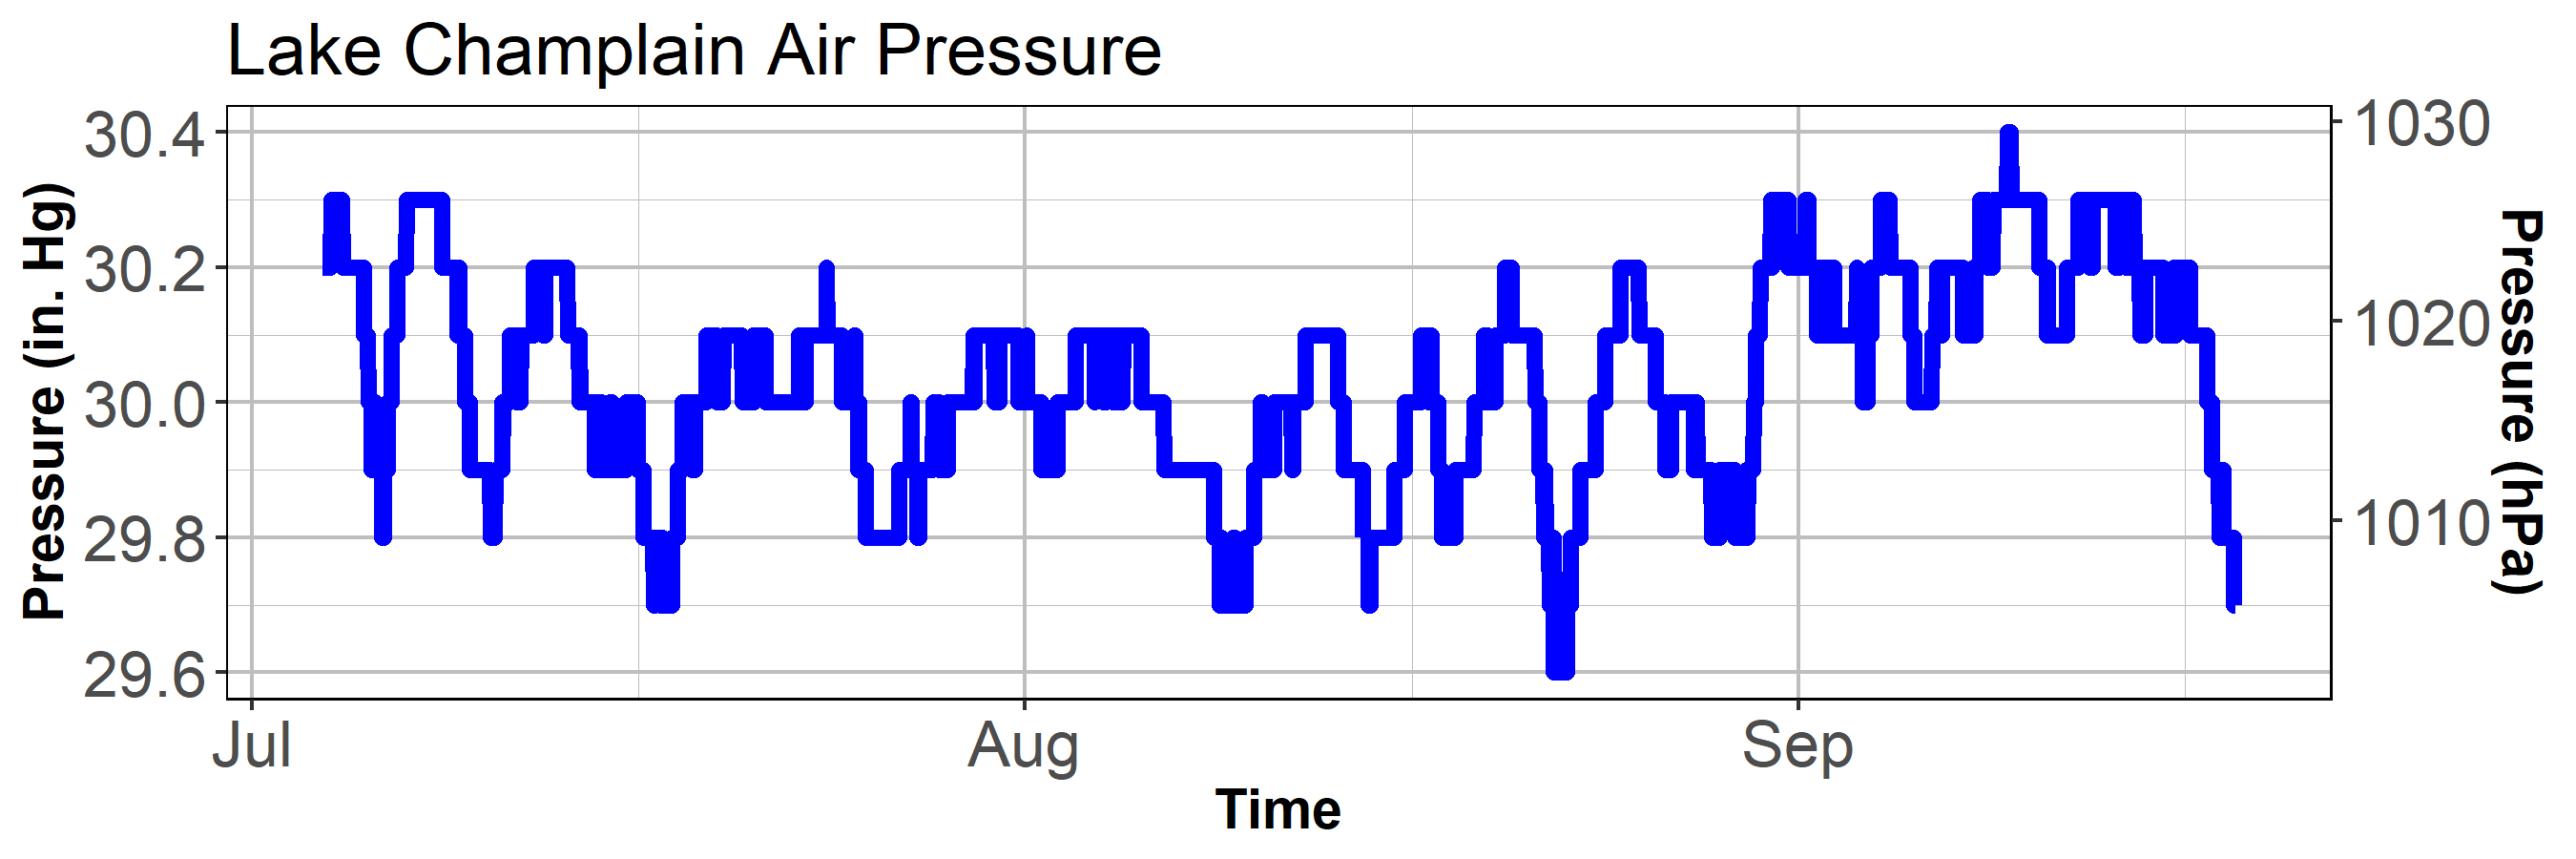 Lake Champlain Air Pressure
30.4
30.2
30.0
29.8
29.6
Pressure (in. Hg)
1030
1020
1010
Pressure (hPa)
Jul
Aug
Sep
Time